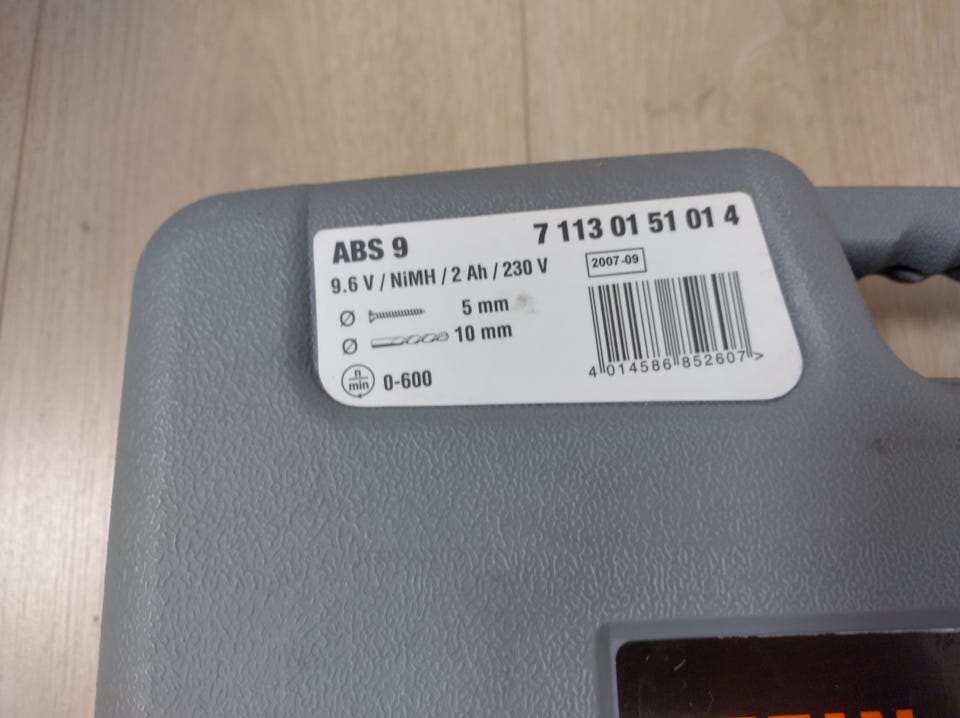 ABS 9
7 113 01 51 01 4
9.6 V / NiMH / 2 Ah / 230 V
2007-09
Ø 5 mm
Ø 10 mm
n/min 0-600
4 014586 852607 >